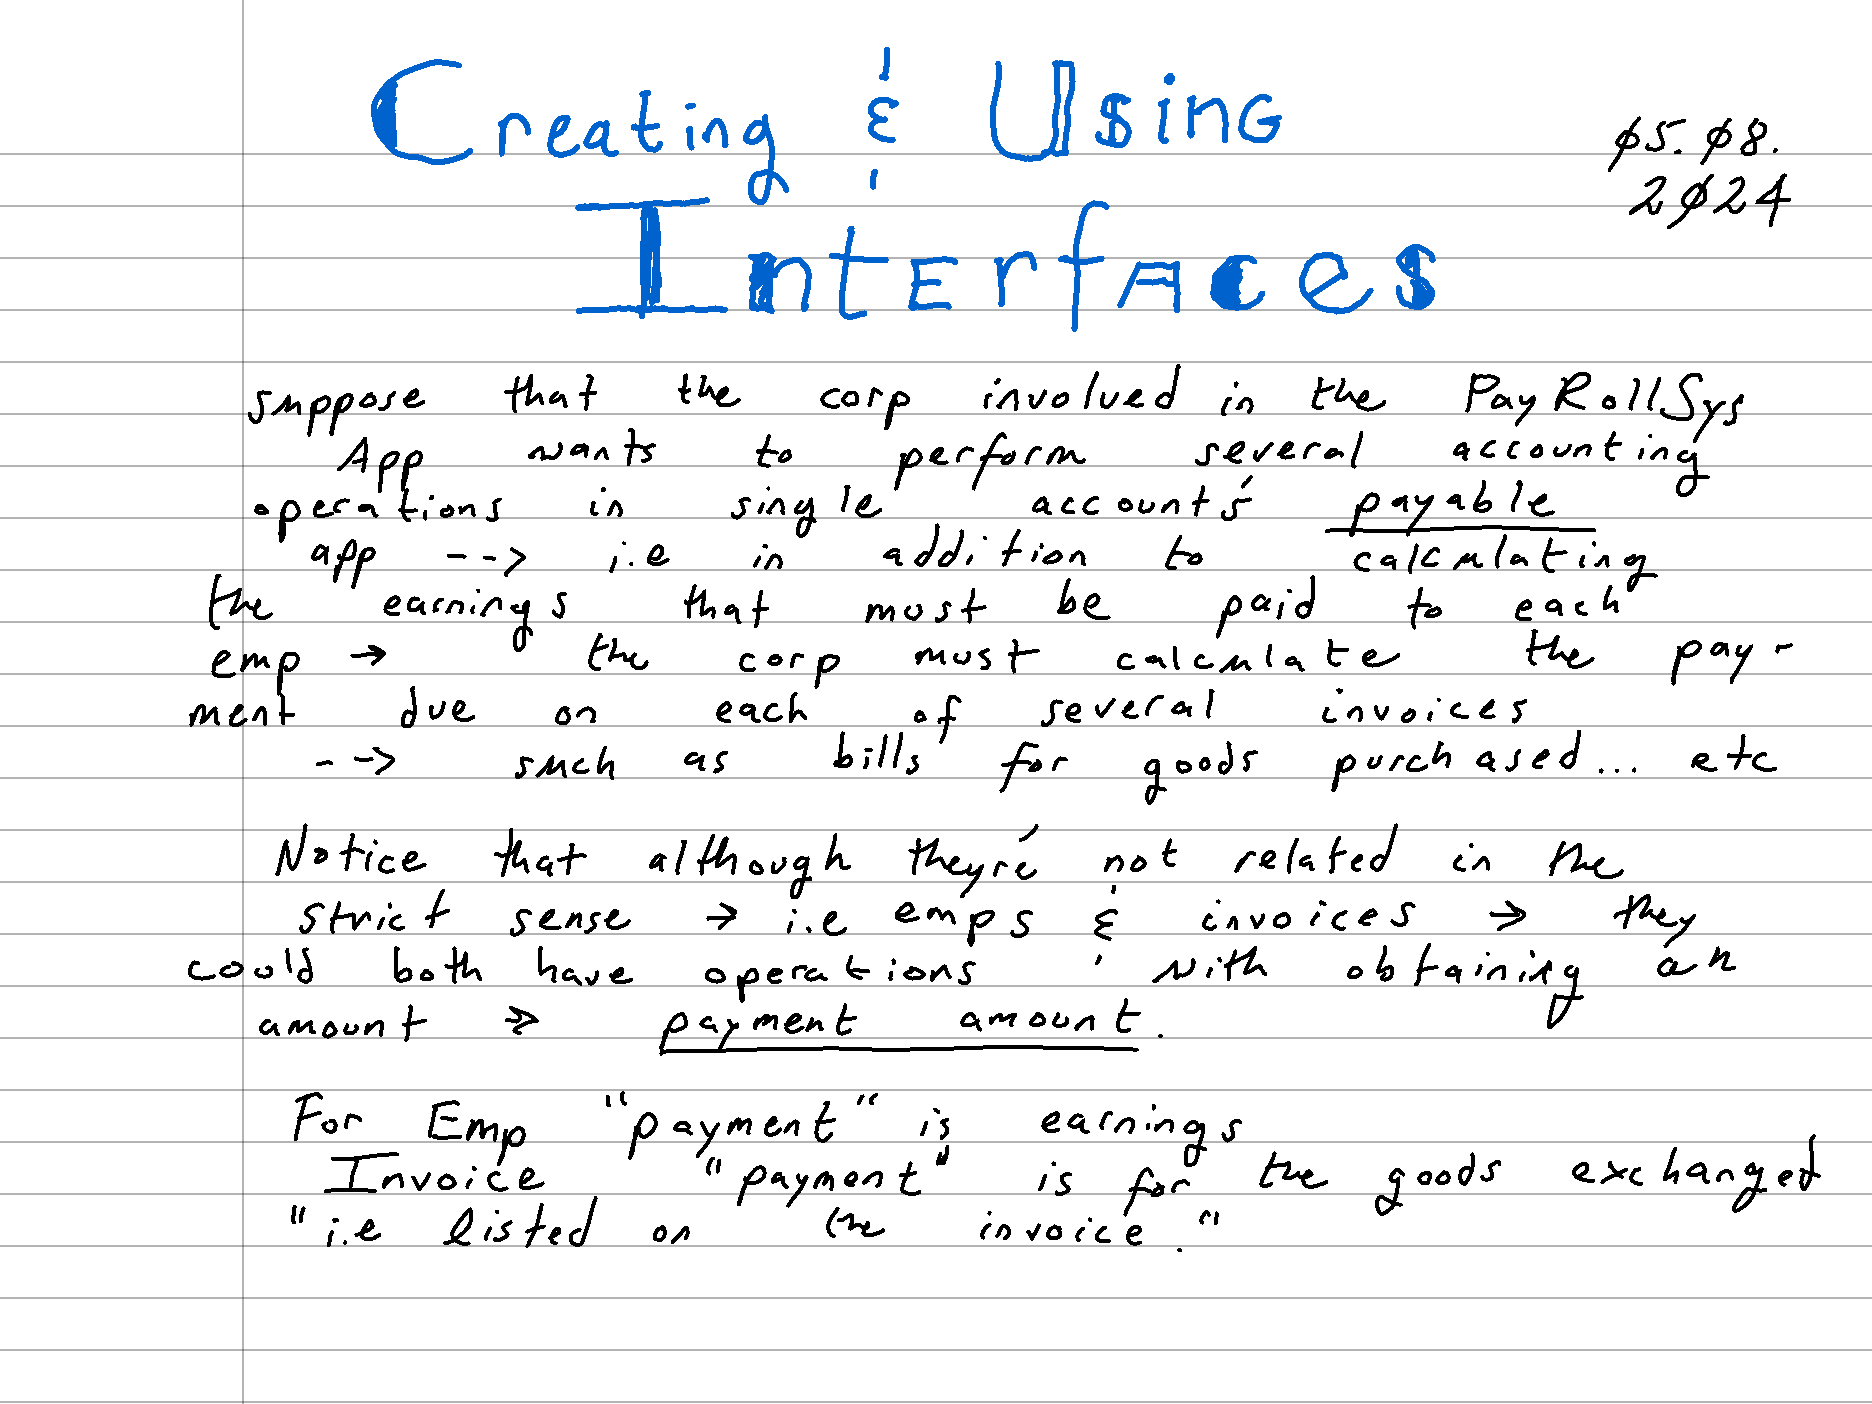 Creating & Using
Interfaces
05.08.
2024
suppose that the corp involved in the PayRollSys
App wants to perform several accounting
operations in single account's payable
app --> i.e in addition to calculating
the earnings that must be paid to each
emp → the corp must calculate the pay-
ment due on each of several invoices
--> such as bills for goods purchased... etc
Notice that although they're not related in the
strict sense → i.e emps & invoices → they
could both have operations with obtaining an
amount ⇒ payment amount.
For Emp "payment" is earnings
Invoice "payment" is for the goods exchanged
"i.e listed on the invoice."